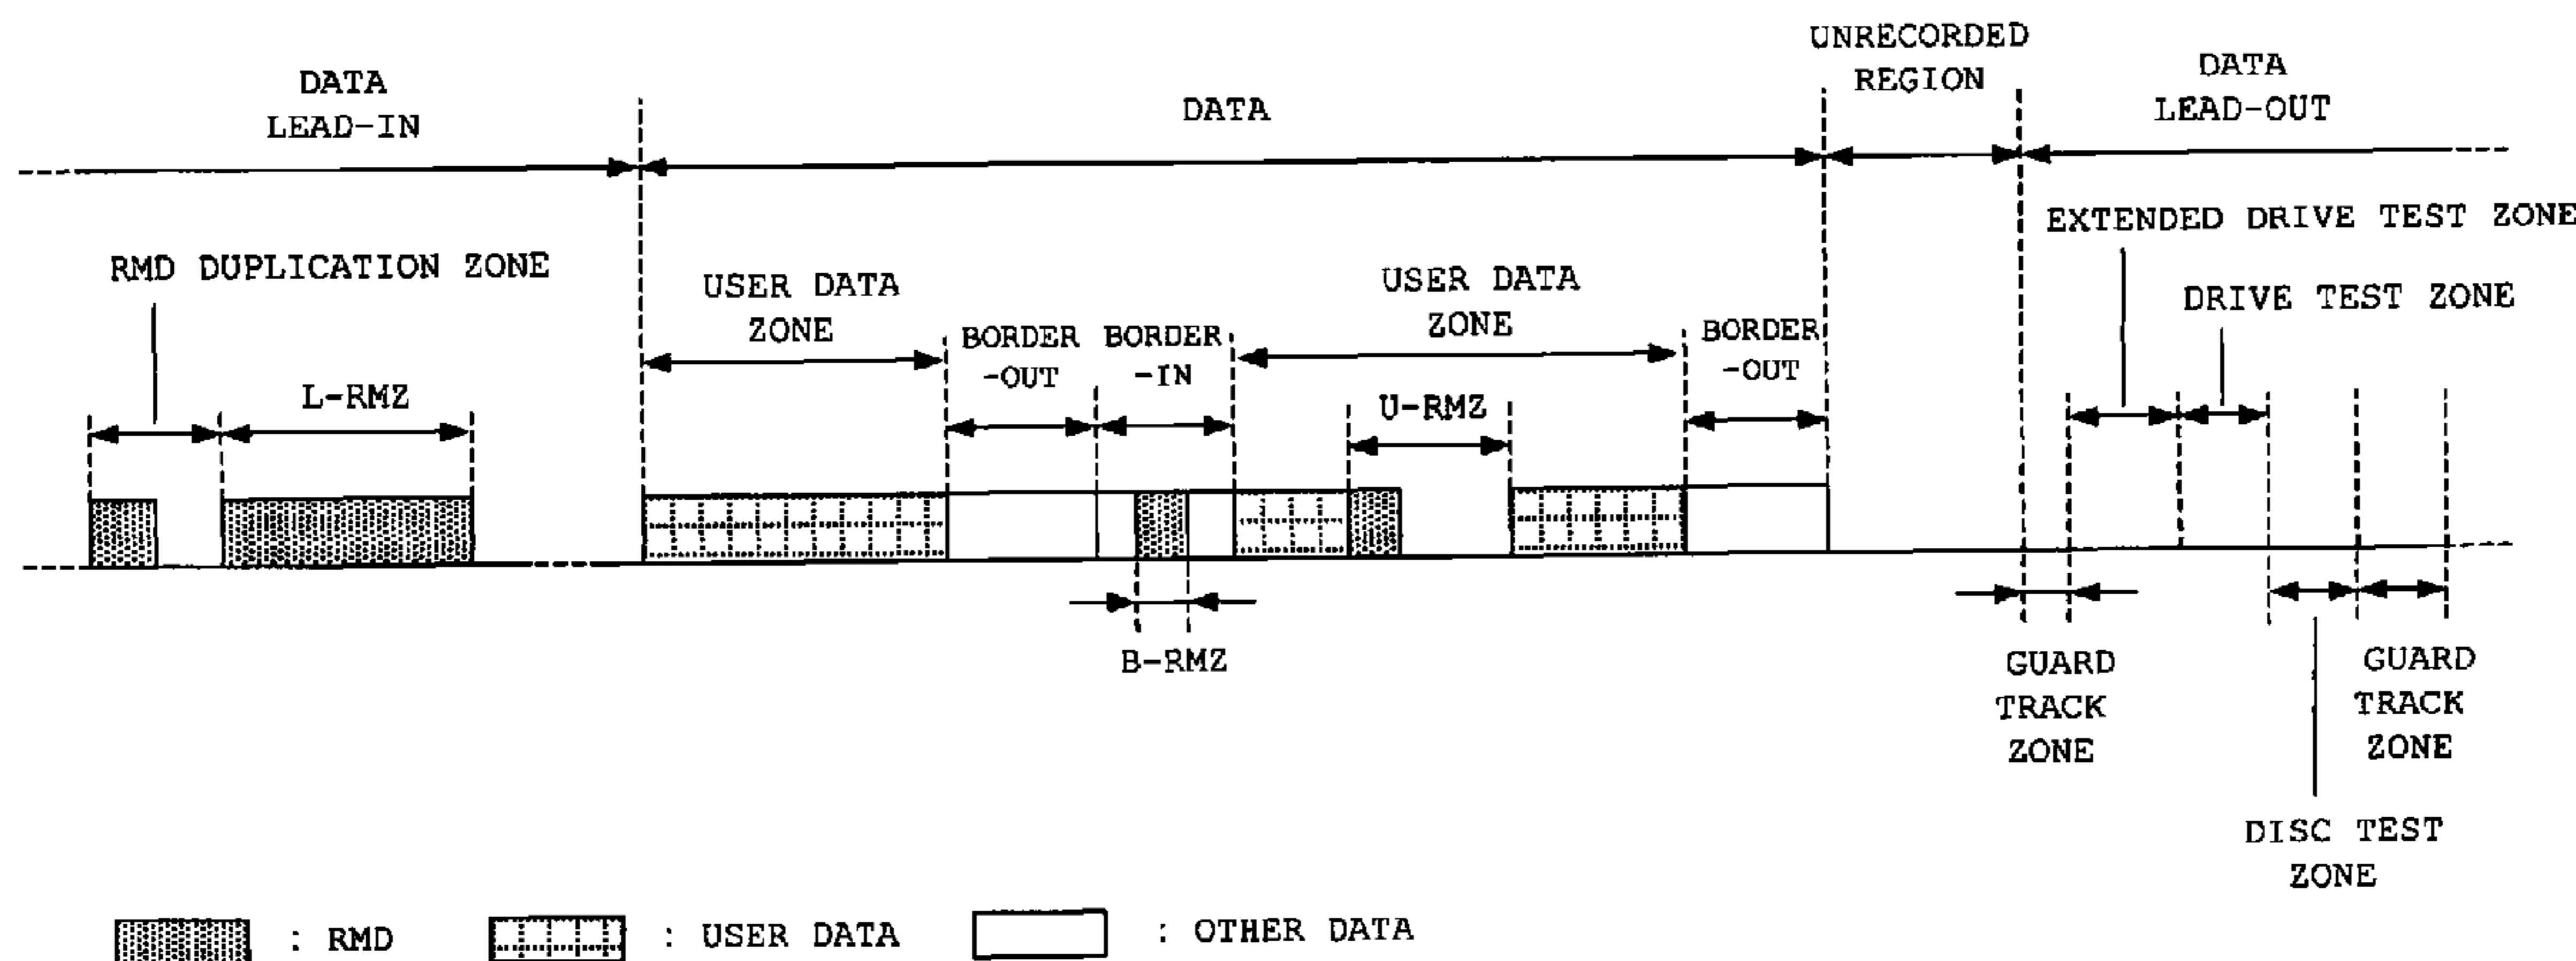 UNRECORDED
REGION
DATA
LEAD-IN
DATA
DATA
LEAD-OUT
EXTENDED DRIVE TEST ZONE
RMD DUPLICATION ZONE
USER DATA
ZONE
USER DATA
ZONE
DRIVE TEST ZONE
BORDER
-OUT
BORDER
-IN
BORDER
-OUT
L-RMZ
U-RMZ
B-RMZ
GUARD
TRACK
ZONE
GUARD
TRACK
ZONE
DISC TEST
ZONE
: RMD
: USER DATA
: OTHER DATA